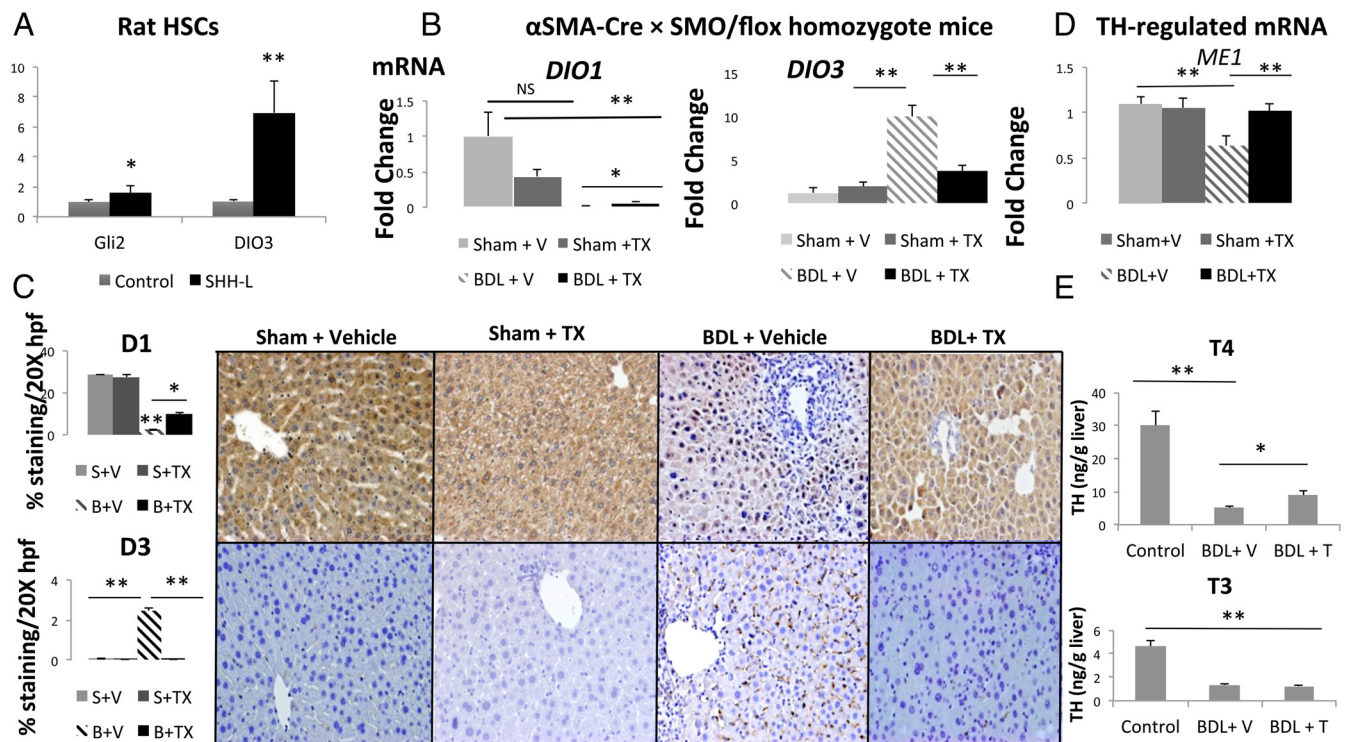 A
Rat HSCs
10
8
6
4
2
0
*
**
Gli2
DIO3
Control
SHH-L
B
αSMA-Cre × SMO/flox homozygote mice
mRNA
DIO1
Fold Change
1.5
1
0.5
0
NS
**
*
Sham + V
Sham +TX
BDL + V
BDL + TX
DIO3
Fold Change
15
10
5
0
**
**
Sham + V
Sham + TX
BDL + V
BDL + TX
D
TH-regulated mRNA
ME1
Fold Change
1.5
1
0.5
0
**
**
Sham+V
Sham +TX
BDL+V
BDL+TX
C
D1
% staining/20X hpf
40
20
0
**
*
S+V
S+TX
B+V
B+TX
D3
% staining/20X hpf
4
2
0
**
**
S+V
S+TX
B+V
B+TX
Sham + Vehicle
Sham + TX
BDL + Vehicle
BDL+ TX
E
T4
TH (ng/g liver)
40
30
20
10
0
**
*
Control
BDL+ V
BDL + T
T3
TH (ng/g liver)
6
4
2
0
**
Control
BDL+ V
BDL + T